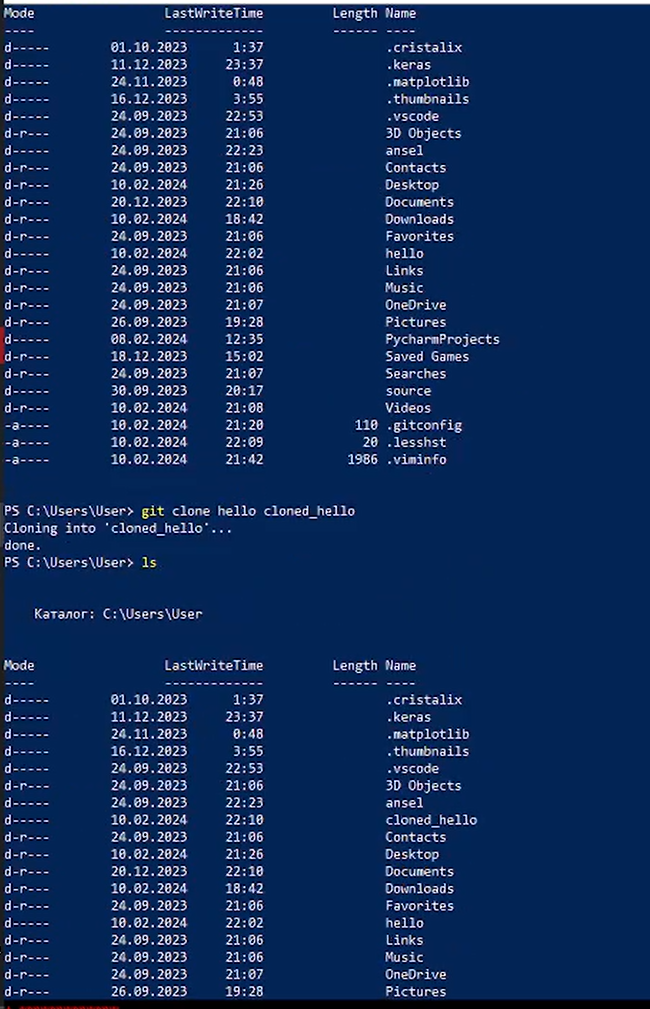 Mode LastWriteTime Length Name
---- ------------- ------ ----
d----- 01.10.2023 1:37 .cristalix
d----- 11.12.2023 23:37 .keras
d----- 24.11.2023 0:48 .matplotlib
d----- 16.12.2023 3:55 .thumbnails
d----- 24.09.2023 22:53 .vscode
d-r--- 24.09.2023 21:06 3D Objects
d----- 24.09.2023 22:23 ansel
d-r--- 24.09.2023 21:06 Contacts
d-r--- 10.02.2024 21:26 Desktop
d-r--- 20.12.2023 22:10 Documents
d-r--- 10.02.2024 18:42 Downloads
d-r--- 24.09.2023 21:06 Favorites
d----- 10.02.2024 22:02 hello
d-r--- 24.09.2023 21:06 Links
d-r--- 24.09.2023 21:06 Music
d-r--- 24.09.2023 21:07 OneDrive
d-r--- 26.09.2023 19:28 Pictures
d----- 08.02.2024 12:35 PycharmProjects
d-r--- 18.12.2023 15:02 Saved Games
d-r--- 24.09.2023 21:07 Searches
d----- 30.09.2023 20:17 source
d-r--- 10.02.2024 21:08 Videos
-a---- 10.02.2024 21:20 110 .gitconfig
-a---- 10.02.2024 22:09 20 .lesshst
-a---- 10.02.2024 21:42 1986 .viminfo
PS C:\Users\User> git clone hello cloned_hello
Cloning into 'cloned_hello'...
done.
PS C:\Users\User> ls
Каталог: C:\Users\User
Mode LastWriteTime Length Name
---- ------------- ------ ----
d----- 01.10.2023 1:37 .cristalix
d----- 11.12.2023 23:37 .keras
d----- 24.11.2023 0:48 .matplotlib
d----- 16.12.2023 3:55 .thumbnails
d----- 24.09.2023 22:53 .vscode
d-r--- 24.09.2023 21:06 3D Objects
d----- 24.09.2023 22:23 ansel
d----- 10.02.2024 22:10 cloned_hello
d-r--- 24.09.2023 21:06 Contacts
d-r--- 10.02.2024 21:26 Desktop
d-r--- 20.12.2023 22:10 Documents
d-r--- 10.02.2024 18:42 Downloads
d-r--- 24.09.2023 21:06 Favorites
d----- 10.02.2024 22:02 hello
d-r--- 24.09.2023 21:06 Links
d-r--- 24.09.2023 21:06 Music
d-r--- 24.09.2023 21:07 OneDrive
d-r--- 26.09.2023 19:28 Pictures